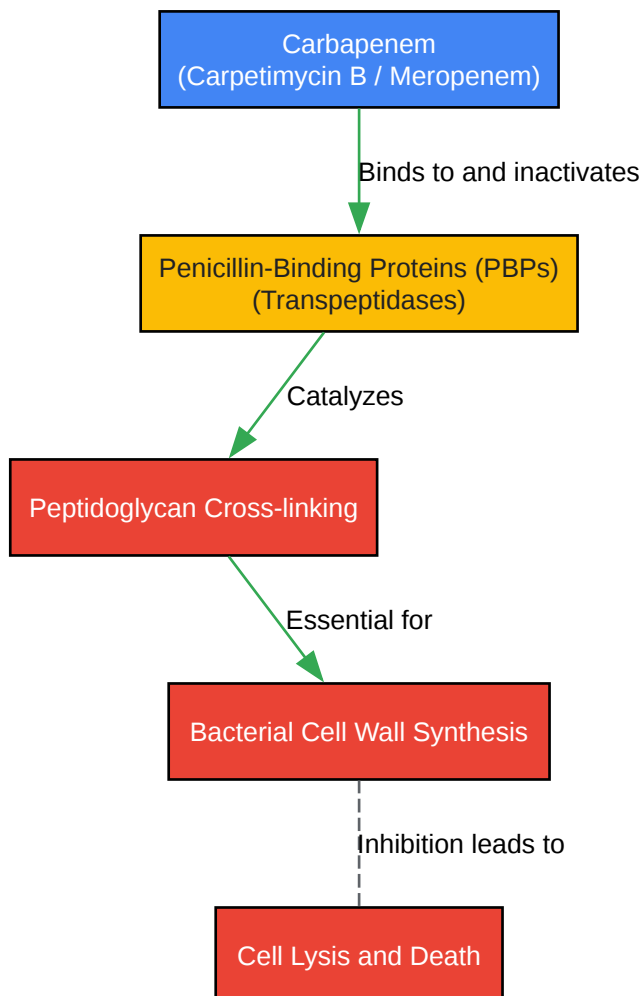 Carbapenem
(Carpetimycin B / Meropenem)
Binds to and inactivates
Penicillin-Binding Proteins (PBPs)
(Transpeptidases)
Catalyzes
Peptidoglycan Cross-linking
Essential for
Bacterial Cell Wall Synthesis
Inhibition leads to
Cell Lysis and Death